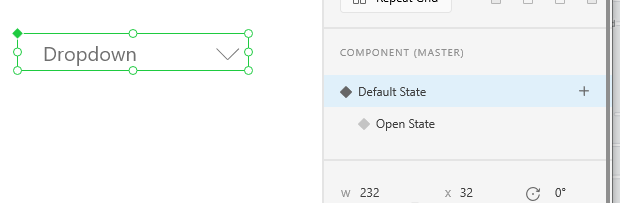 Repeat Grid
Dropdown
COMPONENT (MASTER)
Default State +
Open State
W 232 X 32 0°